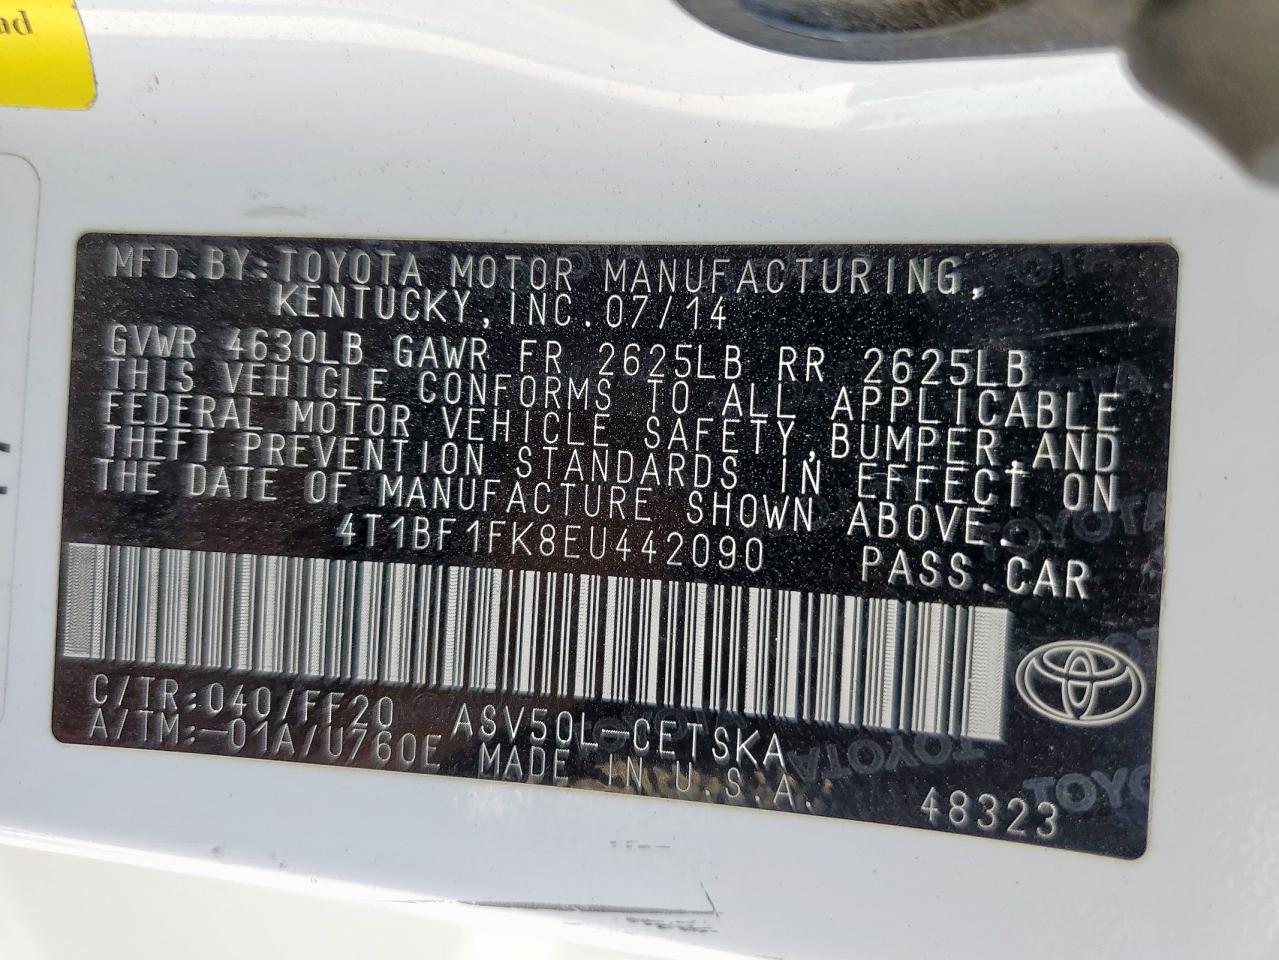 MFD.BY:TOYOTA MOTOR MANUFACTURING,
KENTUCKY, INC. 07/14
GVWR 4630LB GAWR FR 2625LB RR 2625LB
THIS VEHICLE CONFORMS TO ALL APPLICABLE
FEDERAL MOTOR VEHICLE SAFETY,BUMPER,AND
THEFT PREVENTION STANDARDS IN EFFECT ON
THE DATE OF MANUFACTURE SHOWN ABOVE.
4T1BF1FK8EU442090 PASS.CAR
C/TR:040/FF20 ASV50L-CETSKA
A/TM:-01A/U760E MADE IN U.S.A.
48323